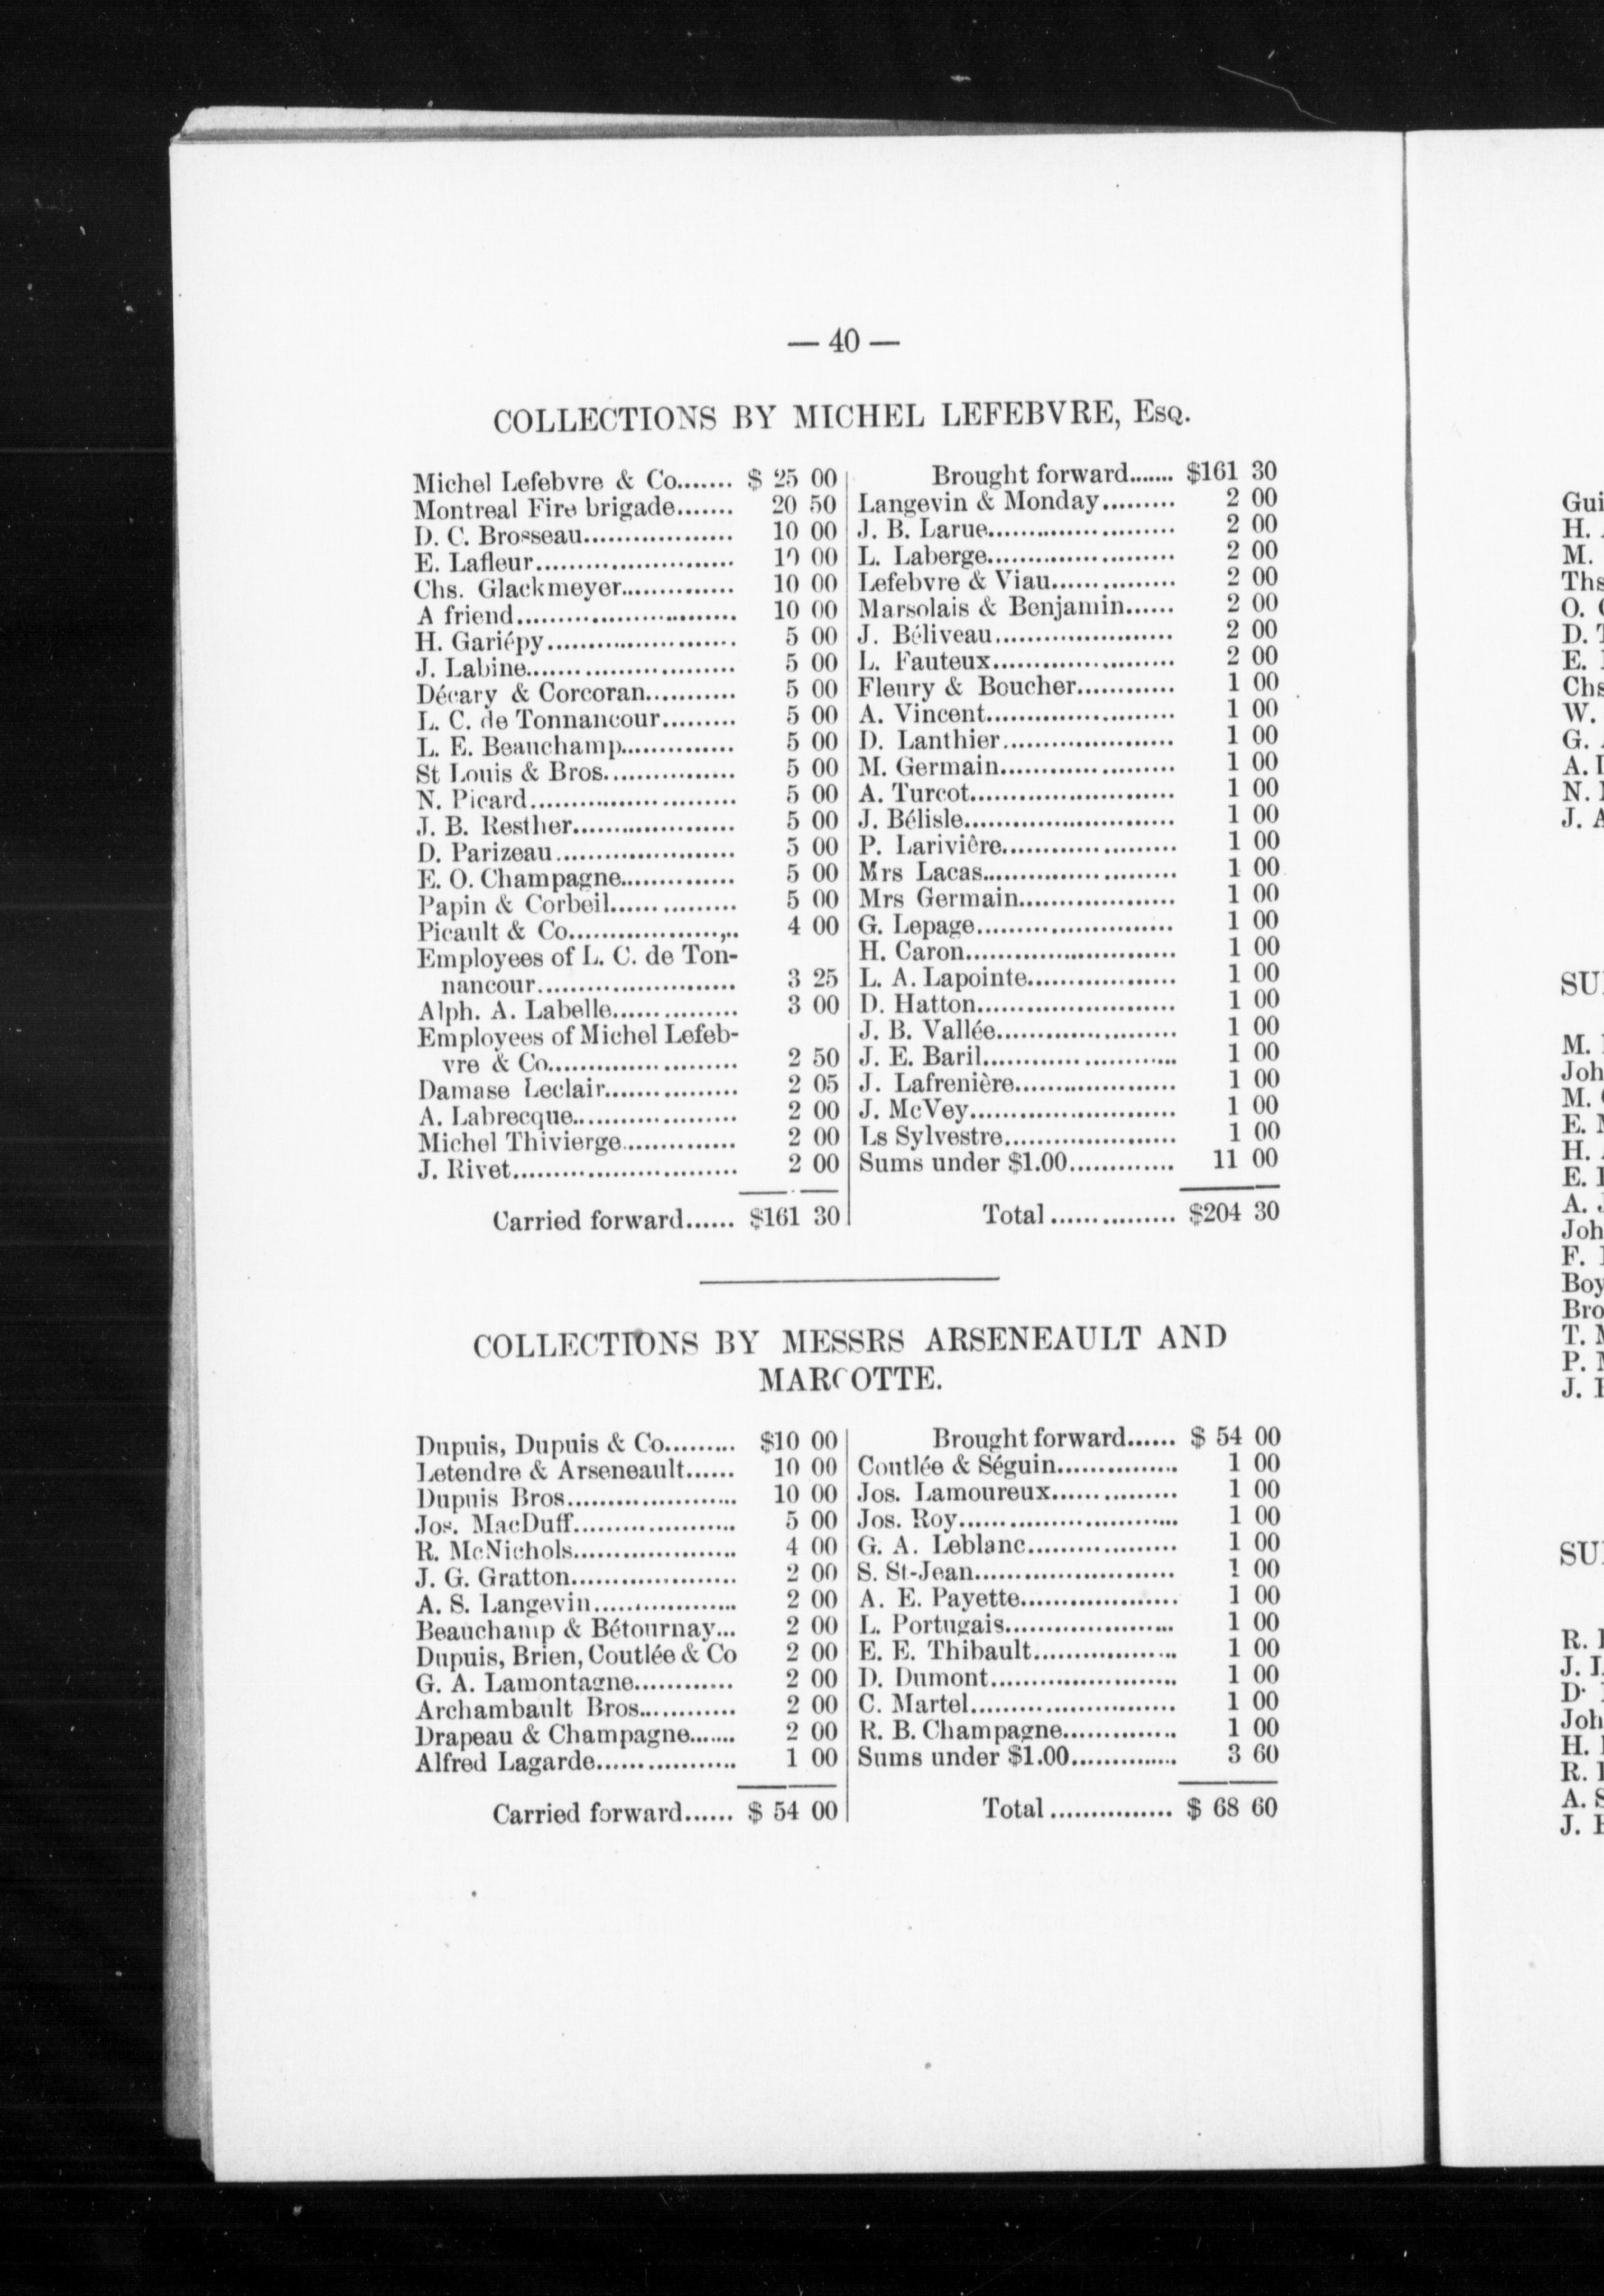 — 40 —
COLLECTIONS BY MICHEL LEFEBVRE, Esq.
Michel Lefebvre & Co....... $ 25 00
Montreal Fire brigade....... 20 50
D. C. Brosseau.................. 10 00
E. Lafleur........................ 10 00
Chs. Glackmeyer.............. 10 00
A friend........................... 10 00
H. Gariépy....................... 5 00
J. Labine.......................... 5 00
Décary & Corcoran........... 5 00
L. C. de Tonnancour......... 5 00
L. E. Beauchamp.............. 5 00
St Louis & Bros................ 5 00
N. Picard......................... 5 00
J. B. Resther.................... 5 00
D. Parizeau...................... 5 00
E. O. Champagne.............. 5 00
Papin & Corbeil................ 5 00
Picault & Co..................,.. 4 00
Employees of L. C. de Ton-
nancour........................ 3 25
Alph. A. Labelle............... 3 00
Employees of Michel Lefeb-
vre & Co....................... 2 50
Damase Leclair................ 2 05
A. Labrecque.................... 2 00
Michel Thivierge.............. 2 00
J. Rivet........................... 2 00
Carried forward...... $161 30
Brought forward....... $161 30
Langevin & Monday......... 2 00
J. B. Larue....................... 2 00
L. Laberge....................... 2 00
Lefebvre & Viau............... 2 00
Marsolais & Benjamin...... 2 00
J. Béliveau...................... 2 00
L. Fauteux...................... 2 00
Fleury & Boucher............ 1 00
A. Vincent....................... 1 00
D. Lanthier..................... 1 00
M. Germain..................... 1 00
A. Turcot......................... 1 00
J. Bélisle.......................... 1 00
P. Larivière..................... 1 00
Mrs Lacas........................ 1 00
Mrs Germain................... 1 00
G. Lepage........................ 1 00
H. Caron.......................... 1 00
L. A. Lapointe.................. 1 00
D. Hatton........................ 1 00
J. B. Vallée...................... 1 00
J. E. Baril........................ 1 00
J. Lafrenière.................... 1 00
J. McVey......................... 1 00
Ls Sylvestre..................... 1 00
Sums under $1.00............. 11 00
Total ............... $204 30
COLLECTIONS BY MESSRS ARSENEAULT AND
MARCOTTE.
Dupuis, Dupuis & Co......... $10 00
Letendre & Arseneault...... 10 00
Dupuis Bros..................... 10 00
Jos. MacDuff.................... 5 00
R. McNichols.................... 4 00
J. G. Gratton.................... 2 00
A. S. Langevin................. 2 00
Beauchamp & Bétournay... 2 00
Dupuis, Brien, Coutlée & Co 2 00
G. A. Lamontagne............ 2 00
Archambault Bros............ 2 00
Drapeau & Champagne....... 2 00
Alfred Lagarde................. 1 00
Carried forward...... $ 54 00
Brought forward...... $ 54 00
Coutlée & Séguin............... 1 00
Jos. Lamoureux............... 1 00
Jos. Roy........................... 1 00
G. A. Leblanc.................. 1 00
S. St-Jean........................ 1 00
A. E. Payette................... 1 00
L. Portugais..................... 1 00
E. E. Thibault.................. 1 00
D. Dumont....................... 1 00
C. Martel......................... 1 00
R. B. Champagne.............. 1 00
Sums under $1.00............. 3 60
Total ............... $ 68 60
Gui
H.
M.
Ths
O.
D.
E.
Chs
W.
G.
A.
N.
J. A
SU
M.
Joh
M.
E.
H.
E.
A.
Joh
F.
Boy
Bro
T.
P.
J.
SU
R.
J.
D.
Joh
H.
R.
A. S
J.